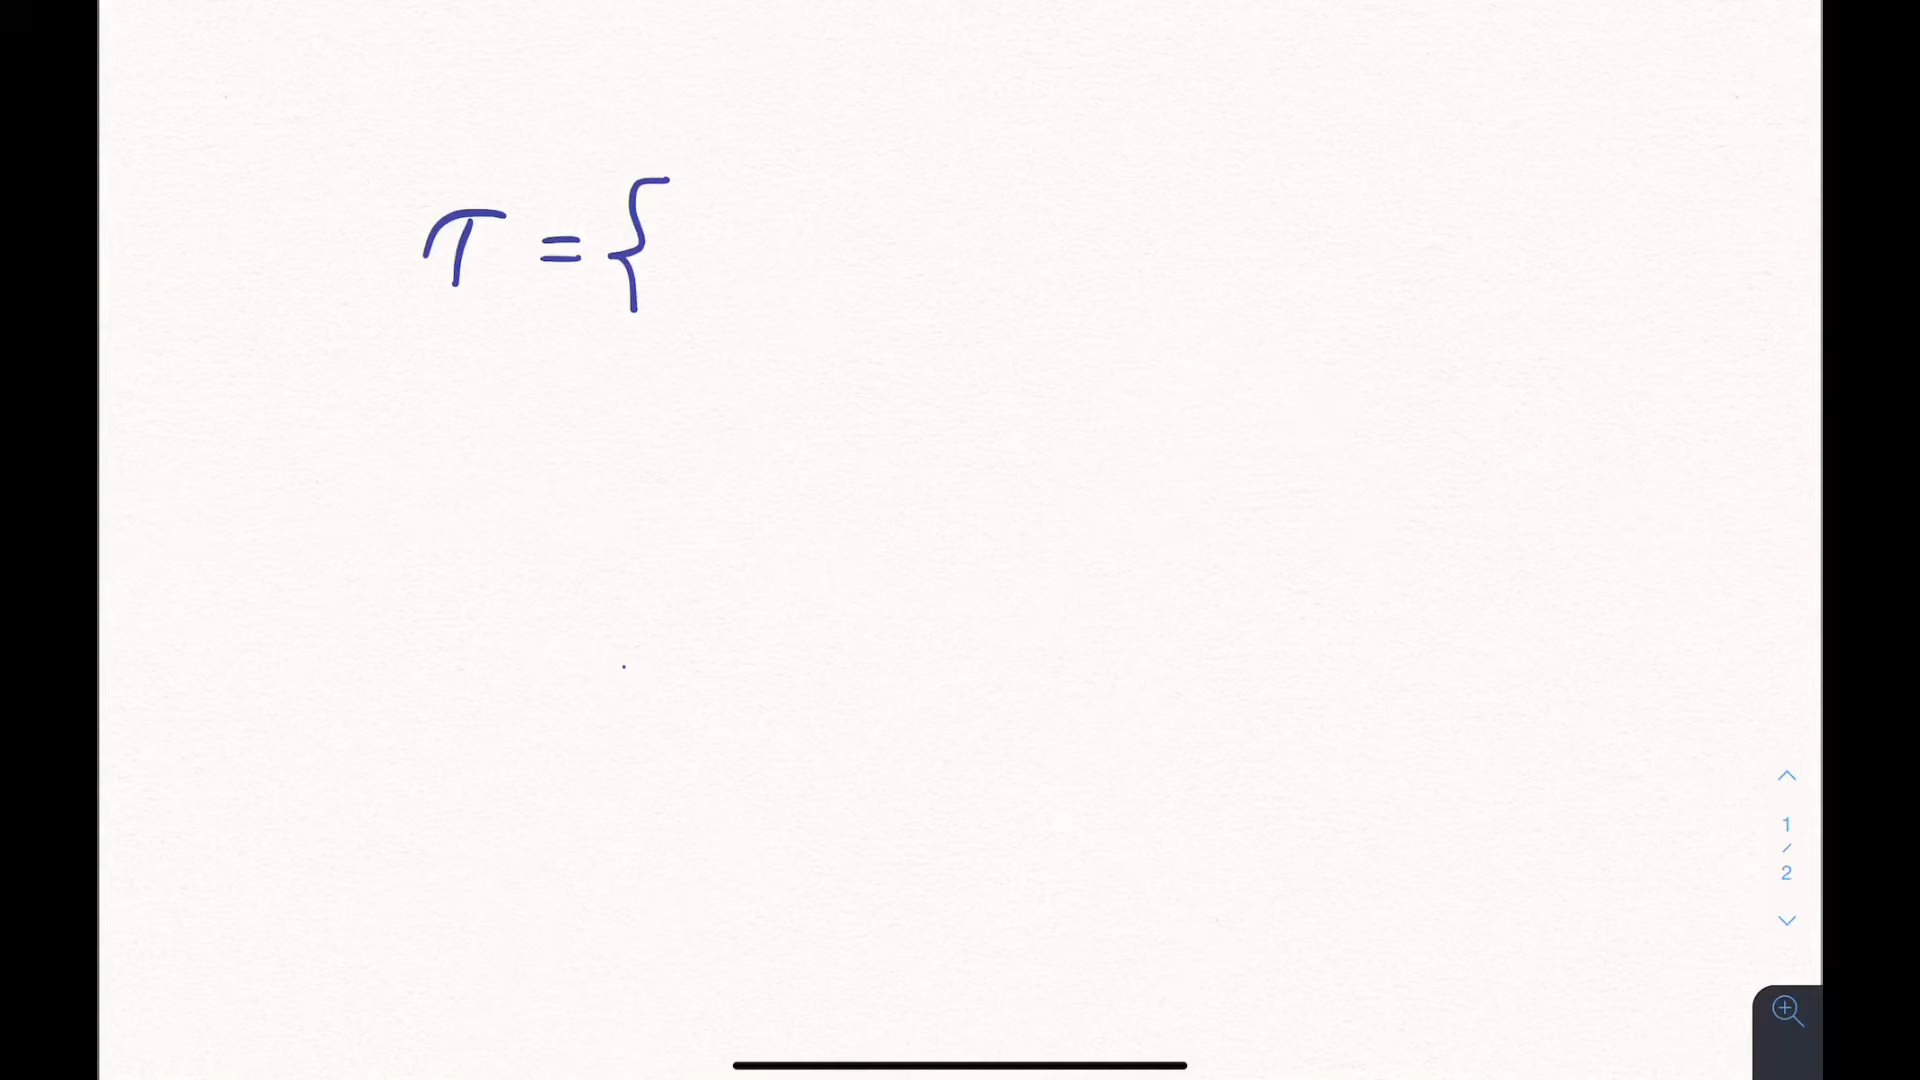 τ = {
1
/
2